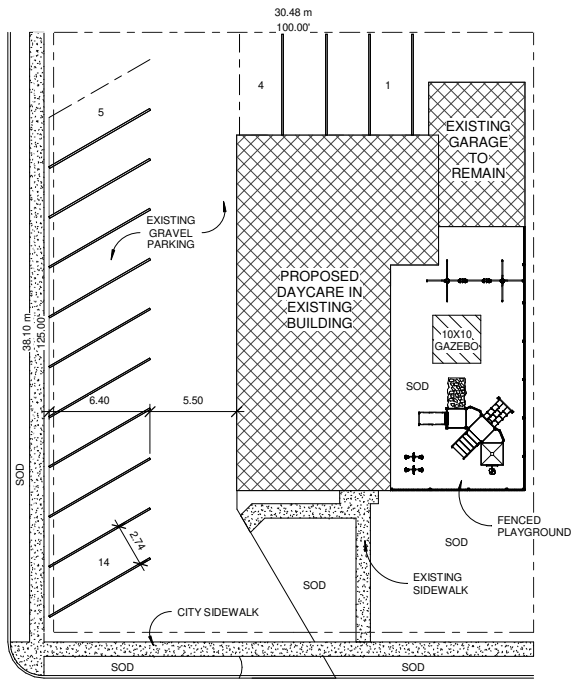 30.48 m
100.00'
4
1
5
EXISTING
GARAGE
TO
REMAIN
EXISTING
GRAVEL
PARKING
PROPOSED
DAYCARE IN
EXISTING
BUILDING
38.10 m
125.00'
10X10
GAZEBO
SOD
6.40
5.50
SOD
2.74
14
FENCED
PLAYGROUND
SOD
SOD
EXISTING
SIDEWALK
CITY SIDEWALK
SOD
SOD